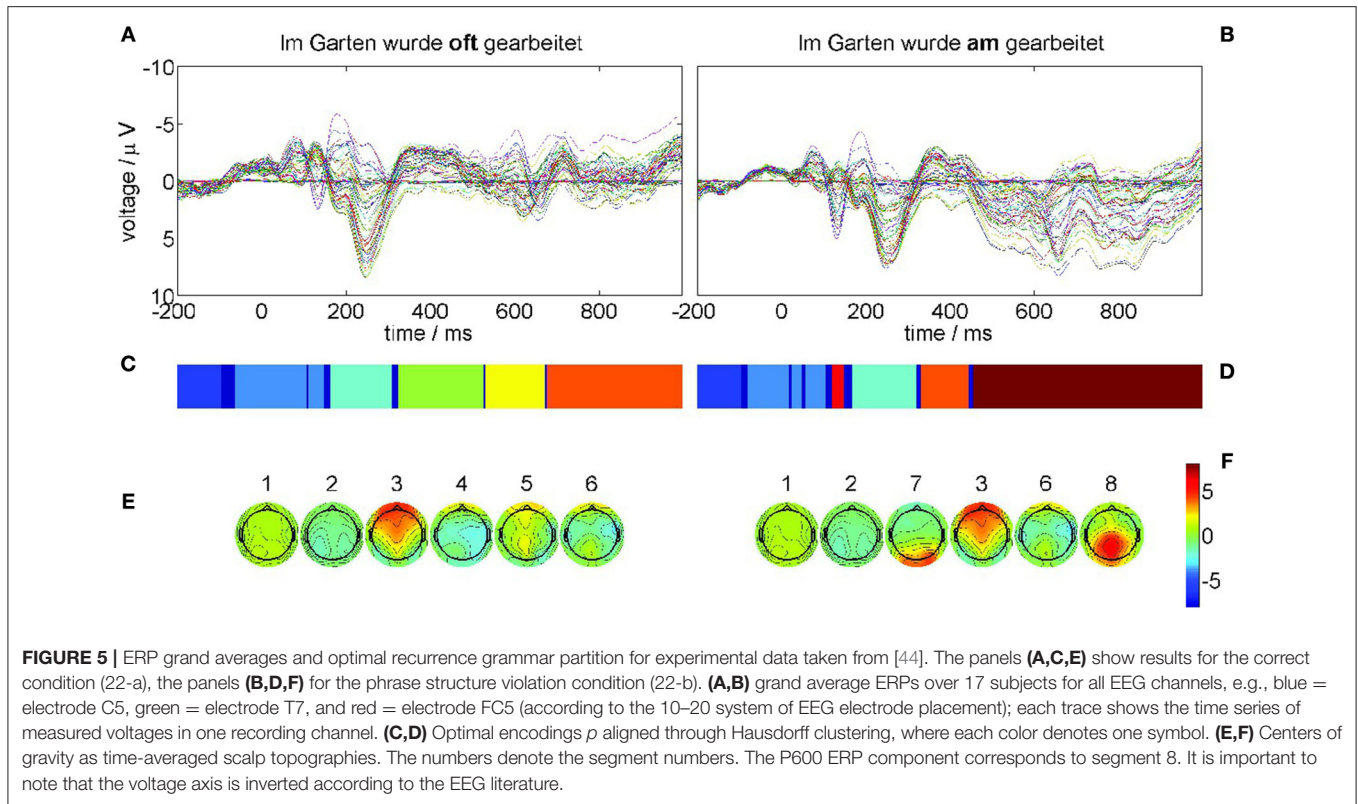 A
Im Garten wurde oft gearbeitet
Im Garten wurde am gearbeitet
B
-10
-5
0
5
10
voltage / μ V
-200 0 200 400 600 800 -200 0 200 400 600 800
time / ms
time / ms
C
D
E
1 2 3 4 5 6
1 2 7 3 6 8
F
5
0
-5
FIGURE 5 | ERP grand averages and optimal recurrence grammar partition for experimental data taken from [44]. The panels (A,C,E) show results for the correct
condition (22-a), the panels (B,D,F) for the phrase structure violation condition (22-b). (A,B) grand average ERPs over 17 subjects for all EEG channels, e.g., blue =
electrode C5, green = electrode T7, and red = electrode FC5 (according to the 10–20 system of EEG electrode placement); each trace shows the time series of
measured voltages in one recording channel. (C,D) Optimal encodings p aligned through Hausdorff clustering, where each color denotes one symbol. (E,F) Centers of
gravity as time-averaged scalp topographies. The numbers denote the segment numbers. The P600 ERP component corresponds to segment 8. It is important to
note that the voltage axis is inverted according to the EEG literature.